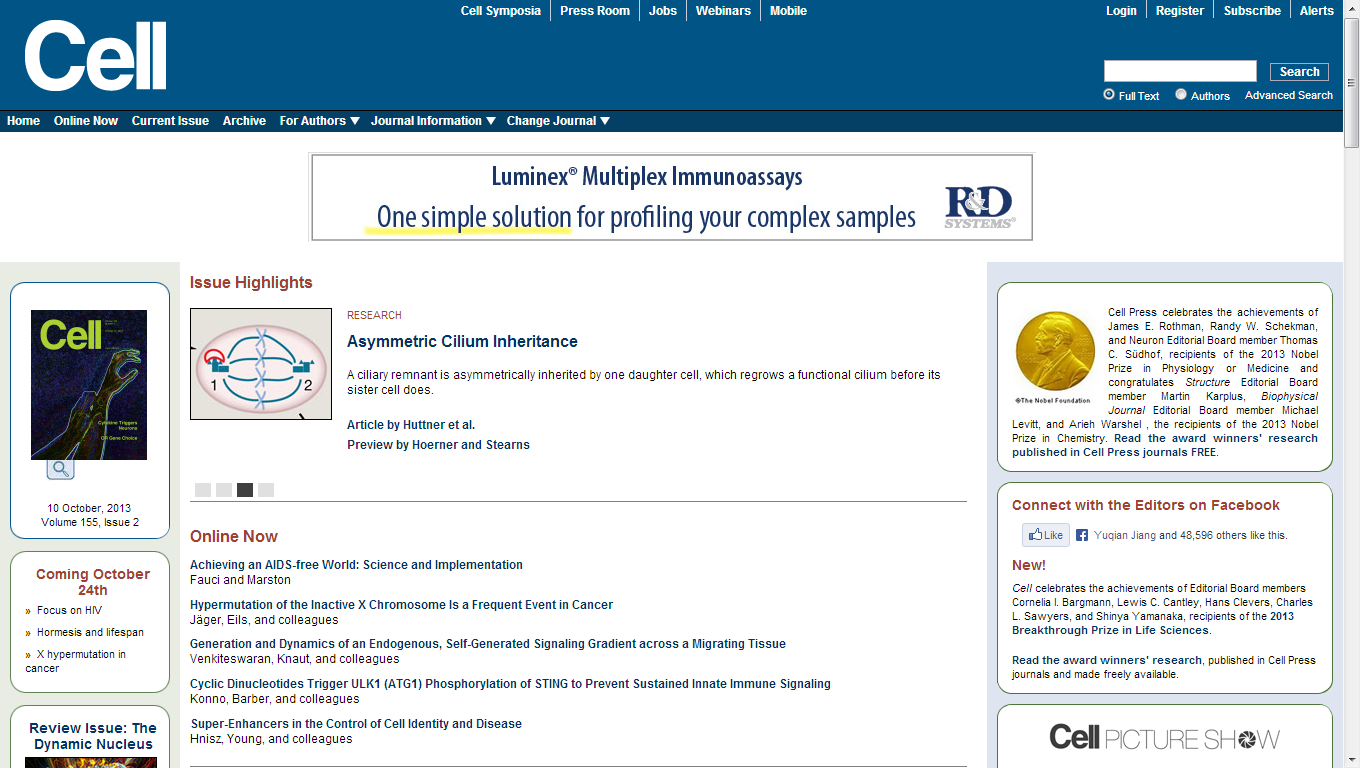 Cell Symposia
Press Room
Jobs
Webinars
Mobile
Login
Register
Subscribe
Alerts
Cell
Search
Full Text
Authors
Advanced Search
Home
Online Now
Current Issue
Archive
For Authors
Journal Information
Change Journal
Luminex® Multiplex Immunoassays
One simple solution for profiling your complex samples
R&D
SYSTEMS®
Cell
Cytokine Triggers
Neurons
OR Gene Choice
10 October, 2013
Volume 155, Issue 2
Coming October
24th
» Focus on HIV
» Hormesis and lifespan
» X hypermutation in
cancer
Review Issue: The
Dynamic Nucleus
Issue Highlights
1
2
RESEARCH
Asymmetric Cilium Inheritance
A ciliary remnant is asymmetrically inherited by one daughter cell, which regrows a functional cilium before its
sister cell does.
Article by Huttner et al.
Preview by Hoerner and Stearns
Online Now
Achieving an AIDS-free World: Science and Implementation
Fauci and Marston
Hypermutation of the Inactive X Chromosome Is a Frequent Event in Cancer
Jäger, Eils, and colleagues
Generation and Dynamics of an Endogenous, Self-Generated Signaling Gradient across a Migrating Tissue
Venkiteswaran, Knaut, and colleagues
Cyclic Dinucleotides Trigger ULK1 (ATG1) Phosphorylation of STING to Prevent Sustained Innate Immune Signaling
Konno, Barber, and colleagues
Super-Enhancers in the Control of Cell Identity and Disease
Hnisz, Young, and colleagues
©The Nobel Foundation
Cell Press celebrates the achievements of
James E. Rothman, Randy W. Schekman,
and Neuron Editorial Board member Thomas
C. Südhof, recipients of the 2013 Nobel
Prize in Physiology or Medicine and
congratulates Structure Editorial Board
member Martin Karplus, Biophysical
Journal Editorial Board member Michael
Levitt, and Arieh Warshel , the recipients of the 2013 Nobel
Prize in Chemistry. Read the award winners' research
published in Cell Press journals FREE.
Connect with the Editors on Facebook
Like
Yuqian Jiang and 48,596 others like this.
New!
Cell celebrates the achievements of Editorial Board members
Cornelia I. Bargmann, Lewis C. Cantley, Hans Clevers, Charles
L. Sawyers, and Shinya Yamanaka, recipients of the 2013
Breakthrough Prize in Life Sciences.
Read the award winners' research, published in Cell Press
journals and made freely available.
Cell PICTURE SHOW